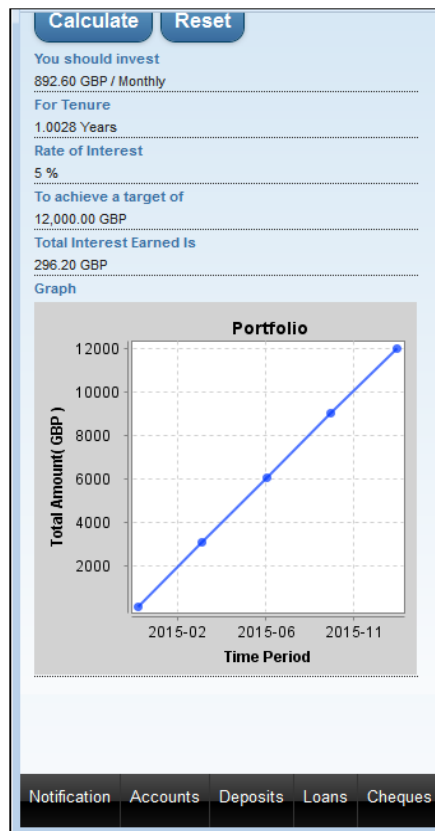 Calculate Reset
You should invest
892.60 GBP / Monthly
For Tenure
1.0028 Years
Rate of Interest
5 %
To achieve a target of
12,000.00 GBP
Total Interest Earned Is
296.20 GBP
Graph
Portfolio
Total Amount( GBP )
12000
10000
8000
6000
4000
2000
2015-02 2015-06 2015-11
Time Period
Notification Accounts Deposits Loans Cheques